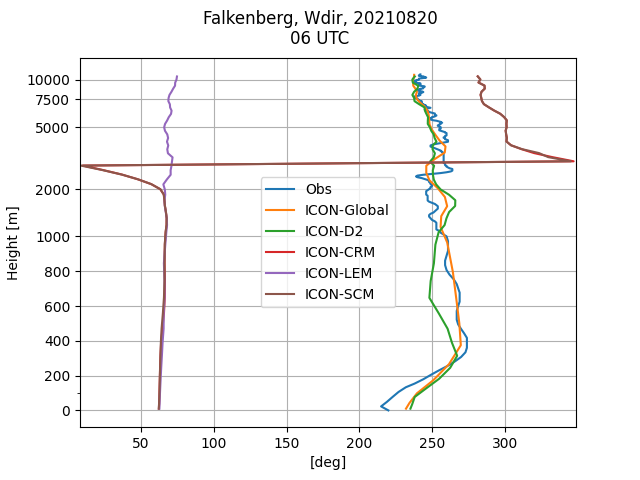 Falkenberg, Wdir, 20210820
06 UTC
10000
7500
5000
2000
1000
800
600
400
200
0
Height [m]
Obs
ICON-Global
ICON-D2
ICON-CRM
ICON-LEM
ICON-SCM
50 100 150 200 250 300
[deg]